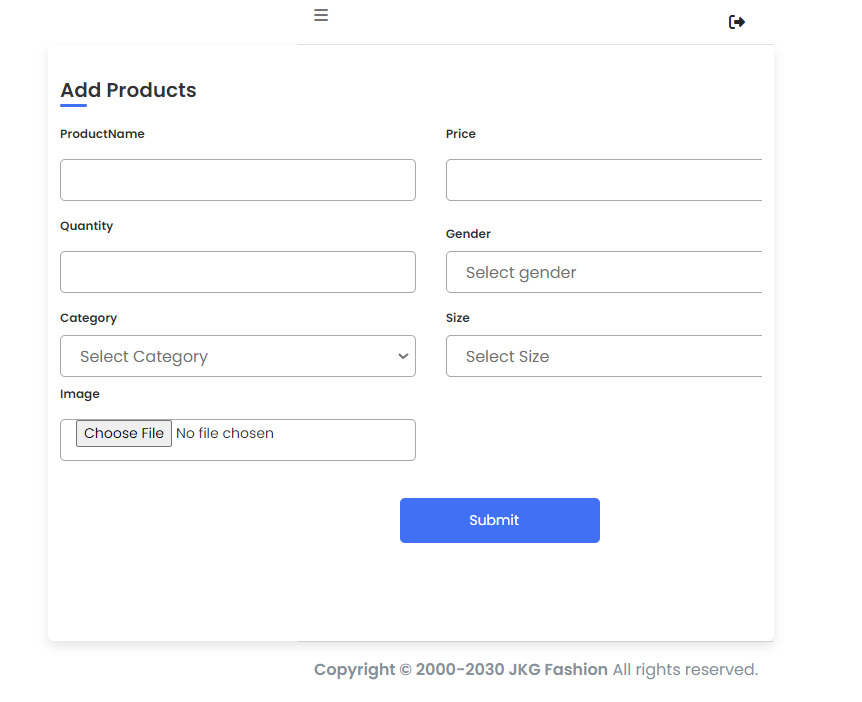 Add Products
ProductName
Price
Quantity
Gender
Select gender
Category
Size
Select Category
Select Size
Image
Choose File No file chosen
Submit
Copyright © 2000-2030 JKG Fashion All rights reserved.